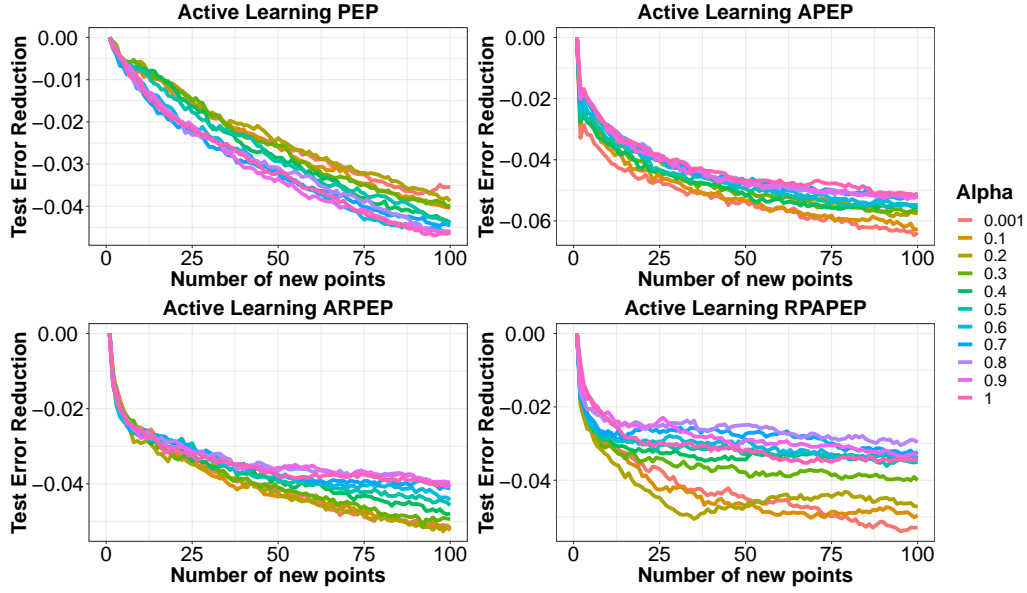 Active Learning PEP
Active Learning APEP
Test Error Reduction
0.00
−0.01
−0.02
−0.03
−0.04
0 25 50 75 100
Number of new points
Test Error Reduction
0.00
−0.02
−0.04
−0.06
0 25 50 75 100
Number of new points
Active Learning ARPEP
Active Learning RPAPEP
Test Error Reduction
0.00
−0.02
−0.04
0 25 50 75 100
Number of new points
Test Error Reduction
0.00
−0.02
−0.04
0 25 50 75 100
Number of new points
Alpha
0.001
0.1
0.2
0.3
0.4
0.5
0.6
0.7
0.8
0.9
1